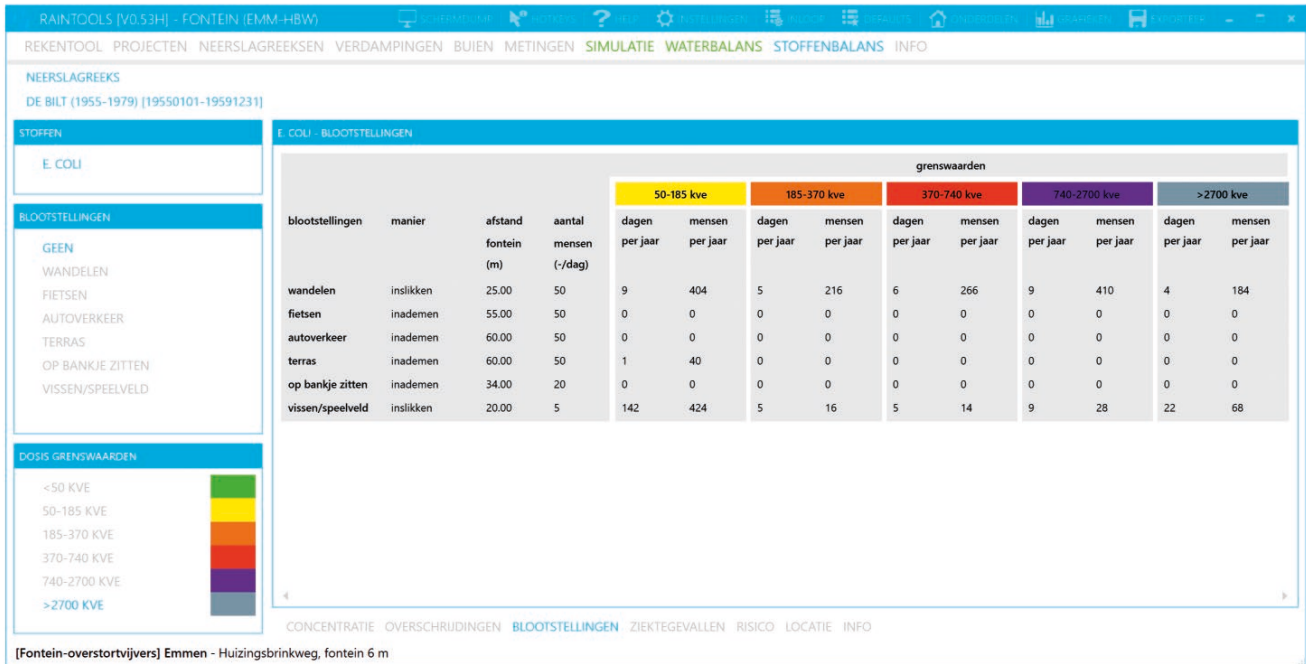 RAINTOOLS [V0.53H] - FONTEIN (EMM-HBW) SCHERMDUMP HOTKEYS HELP INSTELLINGEN INLOOR DEFAULTS ONDERDELEN GRAFIEKEN EXPORTEER
REKENTOOL PROJECTEN NEERSLAGREEKSEN VERDAMPINGEN BUIEN METINGEN SIMULATIE WATERBALANS STOFFENBALANS INFO
NEERSLAGREEKS
DE BILT (1955-1979) [19550101-19591231]
STOFFEN
E. COLI
BLOOTSTELLINGEN
GEEN
WANDELEN
FIETSEN
AUTOVERKEER
TERRAS
OP BANKJE ZITTEN
VISSEN/SPEELVELD
DOSIS GRENSWAARDEN
<50 KVE
50-185 KVE
185-370 KVE
370-740 KVE
740-2700 KVE
>2700 KVE
E. COLI - BLOOTSTELLINGEN
grenswaarden
50-185 kve 185-370 kve 370-740 kve 740-2700 kve >2700 kve
blootstellingen manier afstand aantal dagen mensen dagen mensen dagen mensen dagen mensen dagen mensen
fontein mensen per jaar per jaar per jaar per jaar per jaar per jaar per jaar per jaar per jaar per jaar
(m) (-/dag)
wandelen inslikken 25.00 50 9 404 5 216 6 266 9 410 4 184
fietsen inademen 55.00 50 0 0 0 0 0 0 0 0 0 0
autoverkeer inademen 60.00 50 0 0 0 0 0 0 0 0 0 0
terras inademen 60.00 50 1 40 0 0 0 0 0 0 0 0
op bankje zitten inademen 34.00 20 0 0 0 0 0 0 0 0 0 0
vissen/speelveld inslikken 20.00 5 142 424 5 16 5 14 9 28 22 68
CONCENTRATIE OVERSCHRIJDINGEN BLOOTSTELLINGEN ZIEKTEGEVALLEN RISICO LOCATIE INFO
[Fontein-overstortvijvers] Emmen - Huizingsbrinkweg, fontein 6 m